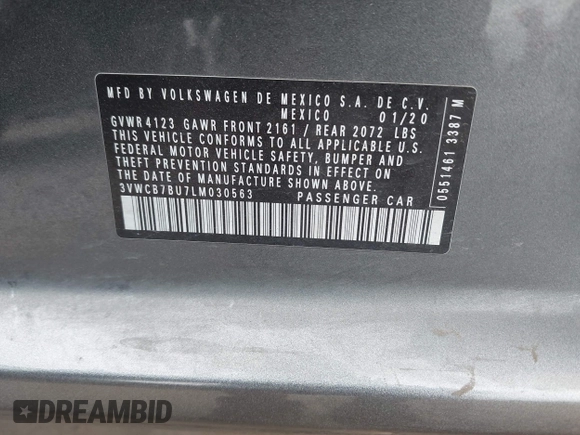 MFD BY VOLKSWAGEN DE MEXICO S.A. DE C.V.
MEXICO 01/20
GVWR 4123 GAWR FRONT 2161 / REAR 2072 LBS
THIS VEHICLE CONFORMS TO ALL APPLICABLE U.S.
FEDERAL MOTOR VEHICLE SAFETY, BUMPER AND
THEFT PREVENTION STANDARDS IN EFFECT ON
THE DATE OF MANUFACTURE SHOWN ABOVE.
3VWCB7BU7LM030563 PASSENGER CAR
0551461 3387 M
DREAMBID